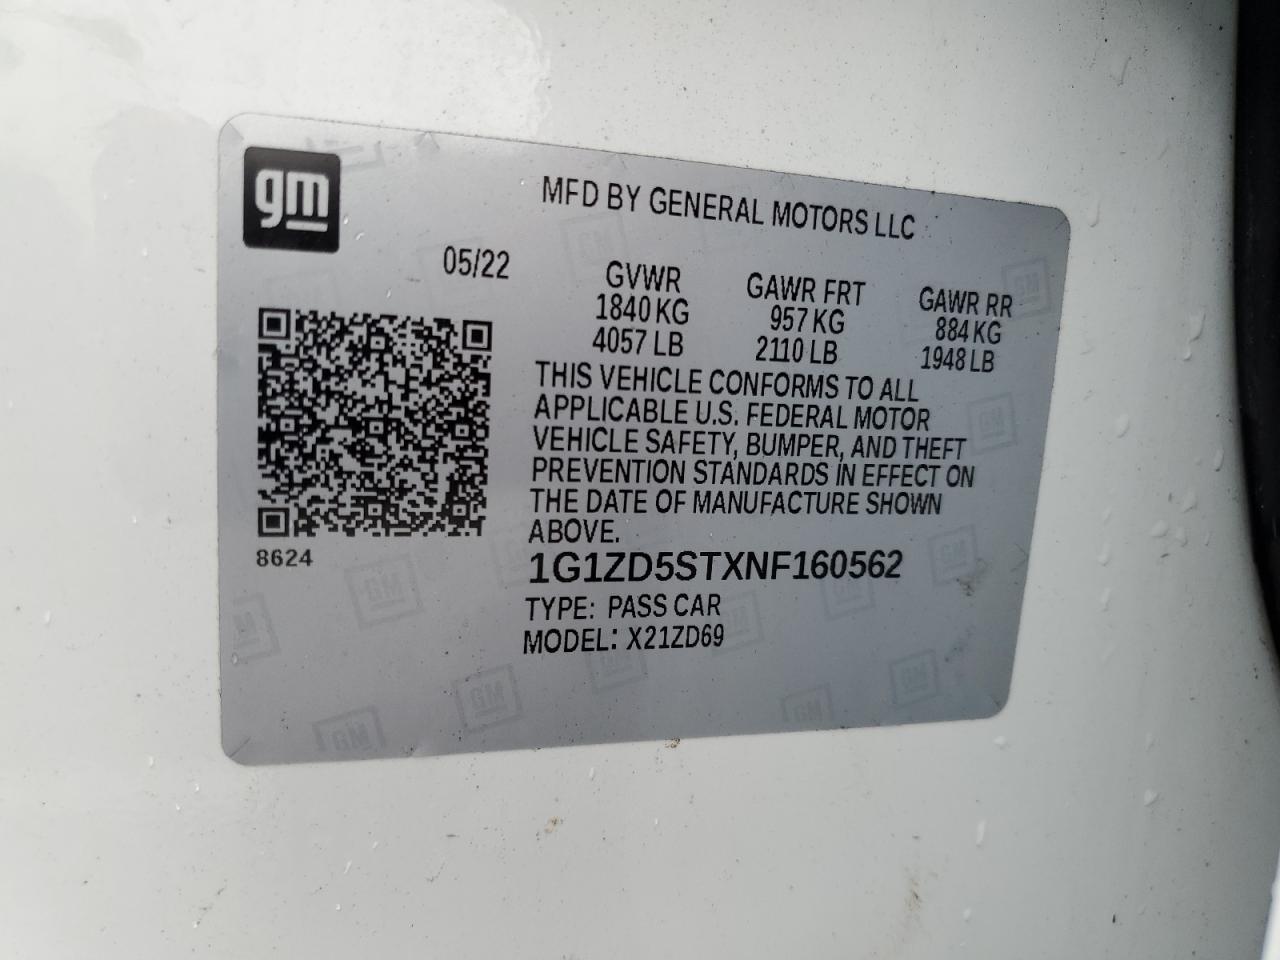 gm
MFD BY GENERAL MOTORS LLC
05/22
GVWR GAWR FRT GAWR RR
1840 KG 957 KG 884 KG
4057 LB 2110 LB 1948 LB
THIS VEHICLE CONFORMS TO ALL
APPLICABLE U.S. FEDERAL MOTOR
VEHICLE SAFETY, BUMPER, AND THEFT
PREVENTION STANDARDS IN EFFECT ON
THE DATE OF MANUFACTURE SHOWN
ABOVE.
8624
1G1ZD5STXNF160562
TYPE: PASS CAR
MODEL: X21ZD69